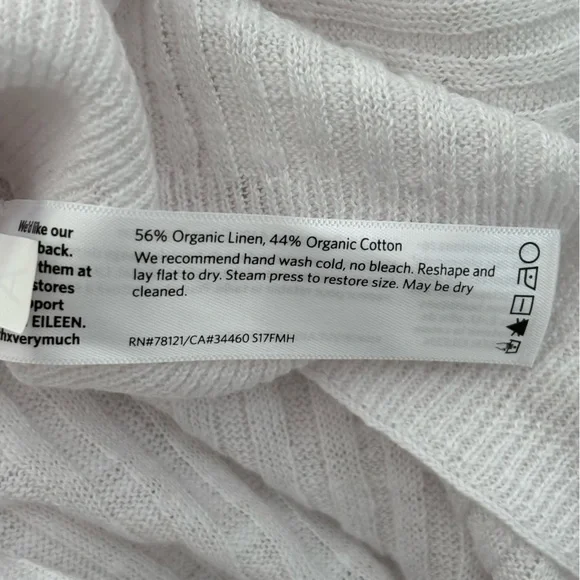 We'd like our
back.
them at
stores
port
EILEEN.
hxverymuch
56% Organic Linen, 44% Organic Cotton
We recommend hand wash cold, no bleach. Reshape and
lay flat to dry. Steam press to restore size. May be dry
cleaned.
RN#78121/CA#34460 S17FMH